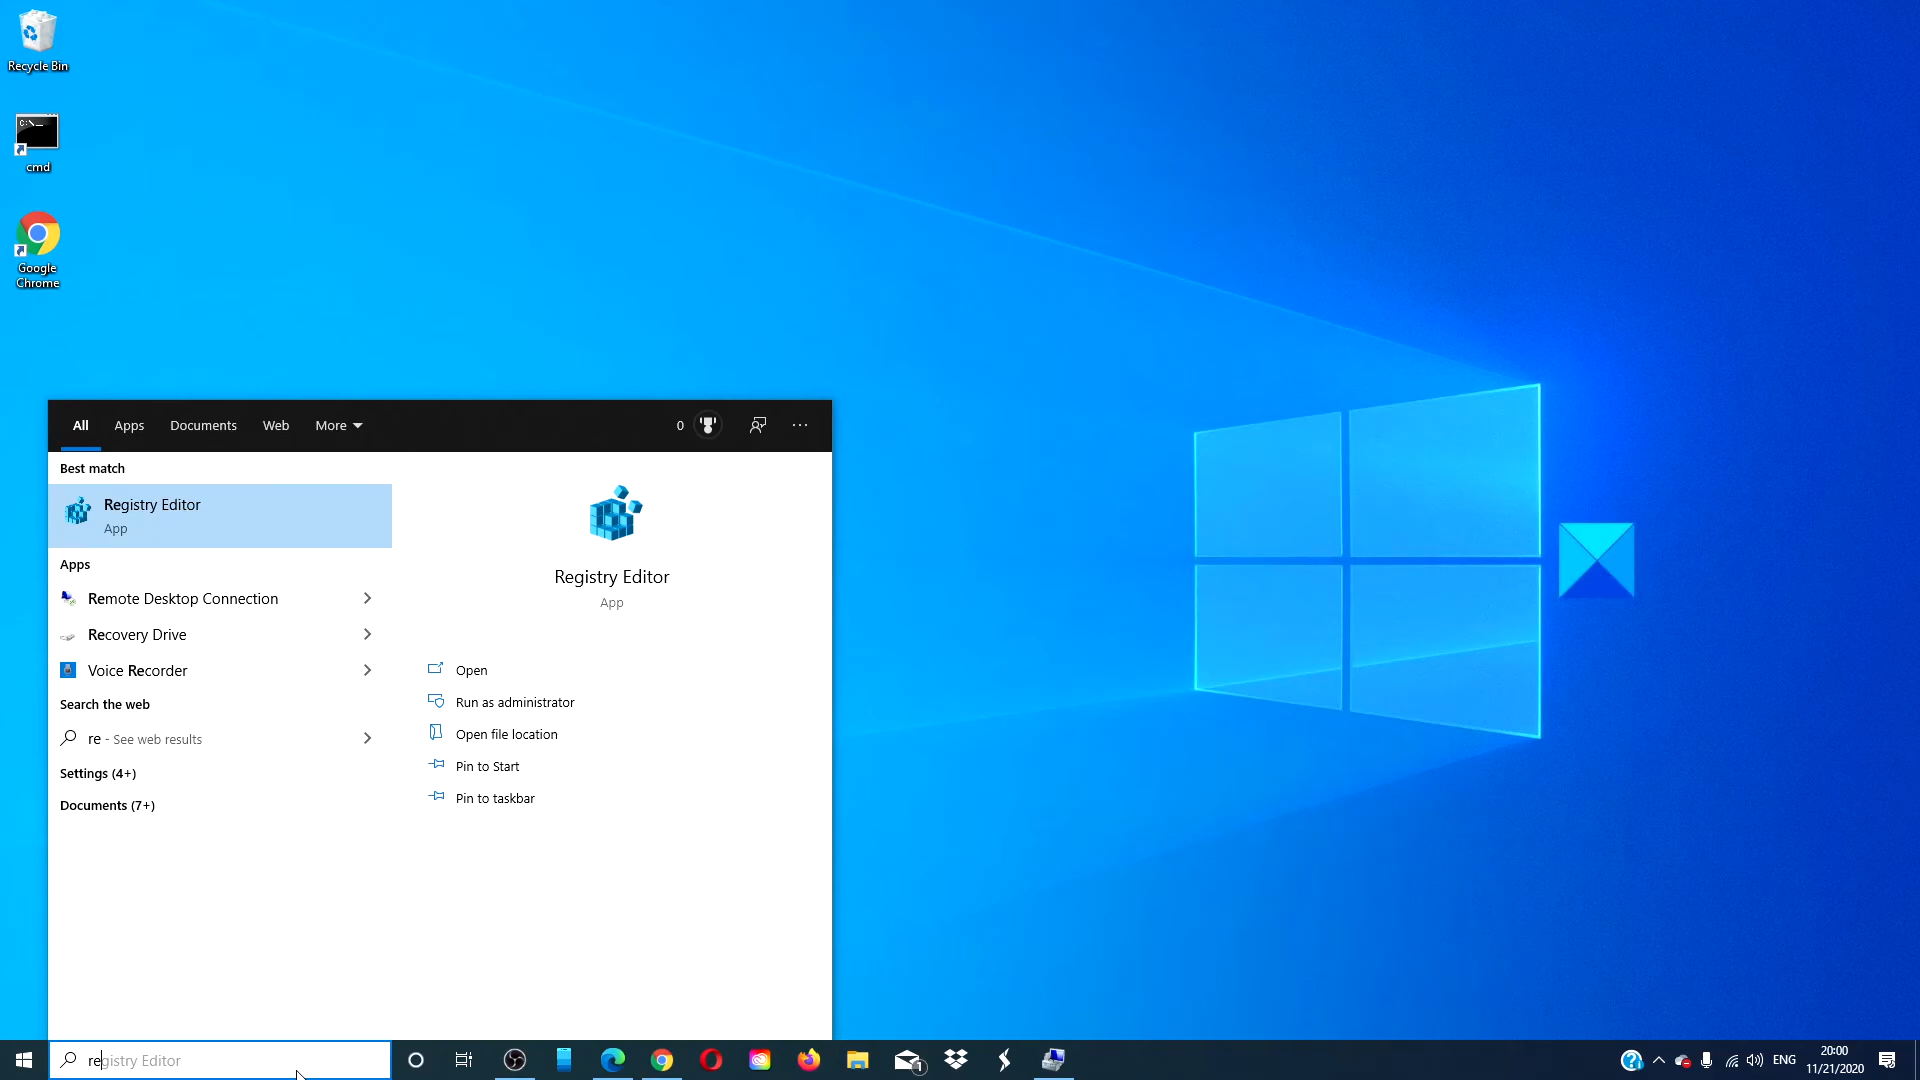 Recycle Bin
C:\._
cmd
Google
Chrome
All Apps Documents Web More 0 ...
Best match
Registry Editor
App
Apps
Remote Desktop Connection
Recovery Drive
Voice Recorder
Search the web
re - See web results
Settings (4+)
Documents (7+)
Registry Editor
App
Open
Run as administrator
Open file location
Pin to Start
Pin to taskbar
registry Editor
1
ENG
20:00
11/21/2020